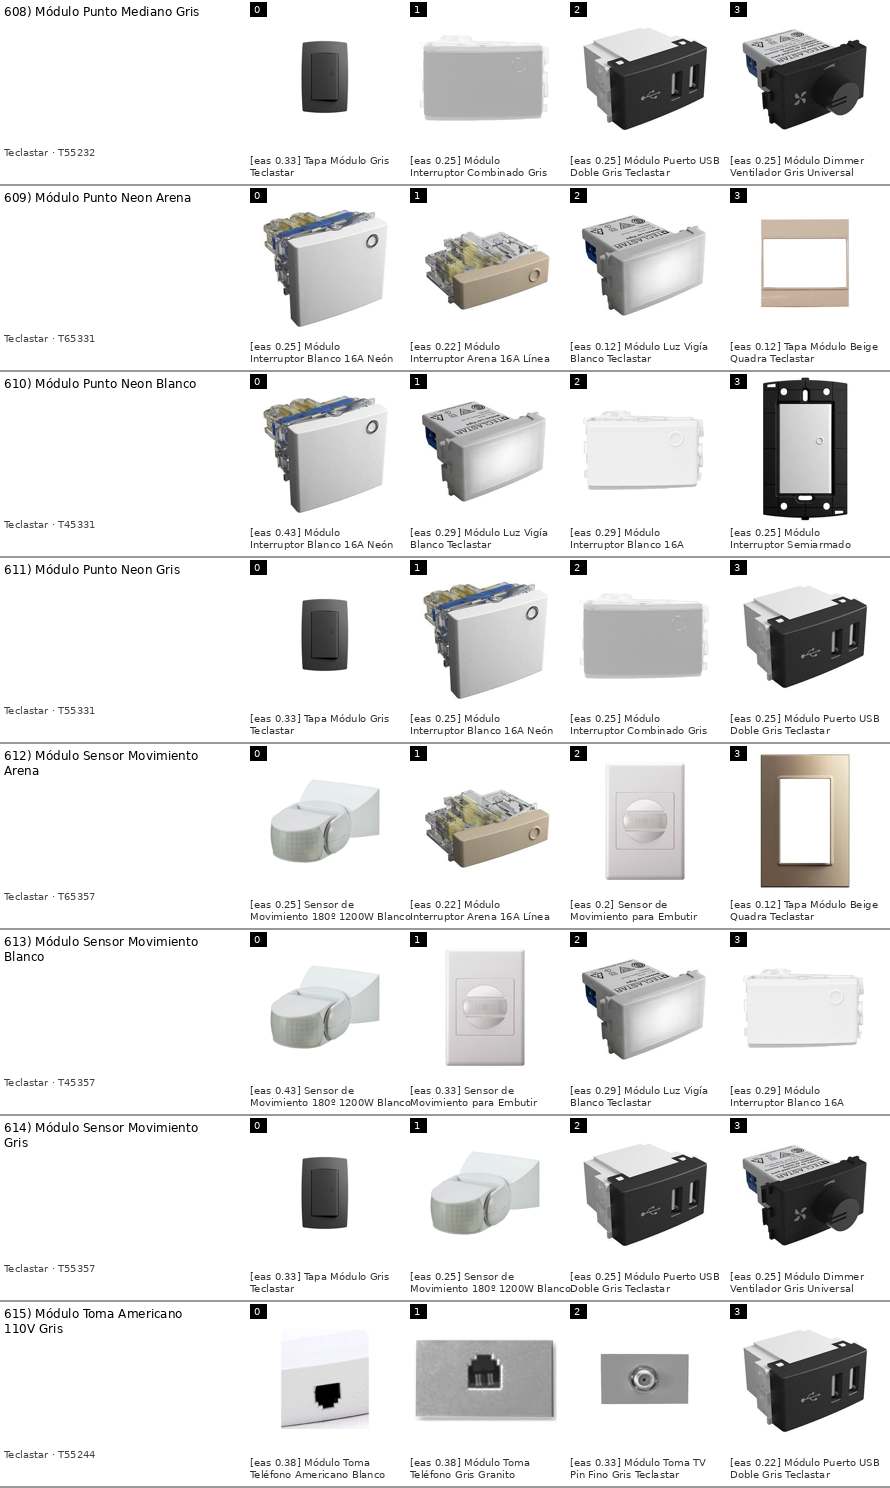 608) Módulo Punto Mediano Gris
0
1
2
3
Teclastar · T55232
[eas 0.33] Tapa Módulo Gris
Teclastar
[eas 0.25] Módulo
Interruptor Combinado Gris
[eas 0.25] Módulo Puerto USB
Doble Gris Teclastar
[eas 0.25] Módulo Dimmer
Ventilador Gris Universal
609) Módulo Punto Neon Arena
0
1
2
3
Teclastar · T65331
[eas 0.25] Módulo
Interruptor Blanco 16A Neón
[eas 0.22] Módulo
Interruptor Arena 16A Línea
[eas 0.12] Módulo Luz Vigía
Blanco Teclastar
[eas 0.12] Tapa Módulo Beige
Quadra Teclastar
610) Módulo Punto Neon Blanco
0
1
2
3
Teclastar · T45331
[eas 0.43] Módulo
Interruptor Blanco 16A Neón
[eas 0.29] Módulo Luz Vigía
Blanco Teclastar
[eas 0.29] Módulo
Interruptor Blanco 16A
[eas 0.25] Módulo
Interruptor Semiarmado
611) Módulo Punto Neon Gris
0
1
2
3
Teclastar · T55331
[eas 0.33] Tapa Módulo Gris
Teclastar
[eas 0.25] Módulo
Interruptor Blanco 16A Neón
[eas 0.25] Módulo
Interruptor Combinado Gris
[eas 0.25] Módulo Puerto USB
Doble Gris Teclastar
612) Módulo Sensor Movimiento
Arena
0
1
2
3
Teclastar · T65357
[eas 0.25] Sensor de
Movimiento 180º 1200W Blanco
[eas 0.22] Módulo
Interruptor Arena 16A Línea
[eas 0.2] Sensor de
Movimiento para Embutir
[eas 0.12] Tapa Módulo Beige
Quadra Teclastar
613) Módulo Sensor Movimiento
Blanco
0
1
2
3
Teclastar · T45357
[eas 0.43] Sensor de
Movimiento 180º 1200W Blanco
[eas 0.33] Sensor de
Movimiento para Embutir
[eas 0.29] Módulo Luz Vigía
Blanco Teclastar
[eas 0.29] Módulo
Interruptor Blanco 16A
614) Módulo Sensor Movimiento
Gris
0
1
2
3
Teclastar · T55357
[eas 0.33] Tapa Módulo Gris
Teclastar
[eas 0.25] Sensor de
Movimiento 180º 1200W Blanco
[eas 0.25] Módulo Puerto USB
Doble Gris Teclastar
[eas 0.25] Módulo Dimmer
Ventilador Gris Universal
615) Módulo Toma Americano
110V Gris
0
1
2
3
Teclastar · T55244
[eas 0.38] Módulo Toma
Teléfono Americano Blanco
[eas 0.38] Módulo Toma
Teléfono Gris Granito
[eas 0.33] Módulo Toma TV
Pin Fino Gris Teclastar
[eas 0.22] Módulo Puerto USB
Doble Gris Teclastar